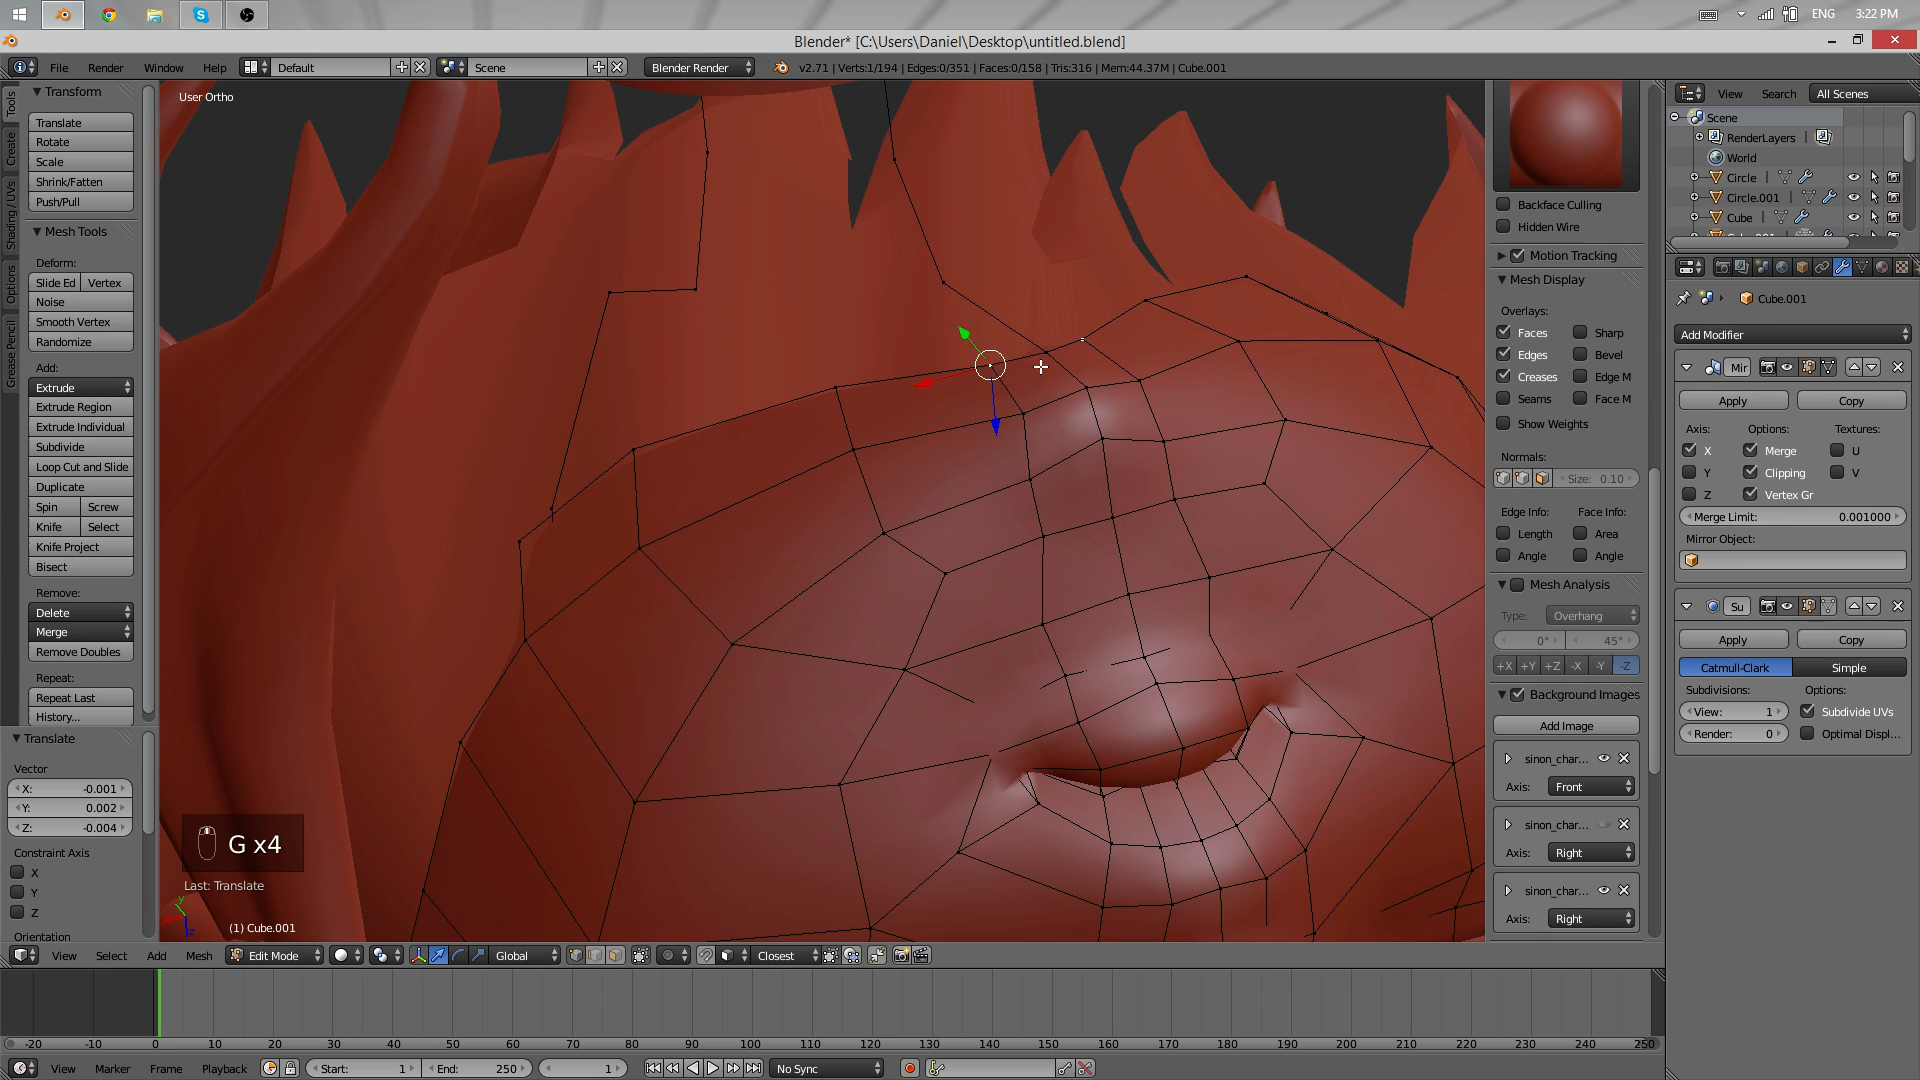 ENG 3:22 PM
Blender* [C:\Users\Daniel\Desktop\untitled.blend]
File Render Window Help Default Scene Blender Render v2.71 | Verts:1/194 | Edges:0/351 | Faces:0/158 | Tris:316 | Mem:44.37M | Cube.001
Tools
Create
Shading / UVs
Options
Grease Pencil
Transform
Translate
Rotate
Scale
Shrink/Fatten
Push/Pull
Mesh Tools
Deform:
Slide Ed Vertex
Noise
Smooth Vertex
Randomize
Add:
Extrude
Extrude Region
Extrude Individual
Subdivide
Loop Cut and Slide
Duplicate
Spin Screw
Knife Select
Knife Project
Bisect
Remove:
Delete
Merge
Remove Doubles
Repeat:
Repeat Last
History...
Translate
Vector
X: -0.001
Y: 0.002
Z: -0.004
Constraint Axis
X
Y
Z
Orientation
User Ortho
G x4
Last: Translate
(1) Cube.001
Backface Culling
Hidden Wire
Motion Tracking
Mesh Display
Overlays:
Faces Sharp
Edges Bevel
Creases Edge M
Seams Face M
Show Weights
Normals:
Size: 0.10
Edge Info: Face Info:
Length Area
Angle Angle
Mesh Analysis
Type: Overhang
0° 45°
+X +Y +Z -X -Y -Z
Background Images
Add Image
sinon_char...
Axis: Front
sinon_char...
Axis: Right
sinon_char...
Axis: Right
View Search All Scenes
Scene
RenderLayers |
World
Circle |
Circle.001 |
Cube |
Cube.001
Add Modifier
Mir
Apply Copy
Axis: Options: Textures:
X Merge U
Y Clipping V
Z Vertex Gr
Merge Limit: 0.001000
Mirror Object:
Su
Apply Copy
Catmull-Clark Simple
Subdivisions: Options:
View: 1 Subdivide UVs
Render: 0 Optimal Displ...
View Select Add Mesh Edit Mode Global Closest
-20 -10 0 10 20 30 40 50 60 70 80 90 100 110 120 130 140 150 160 170 180 190 200 210 220 230 240 250
View Marker Frame Playback Start: 1 End: 250 1 No Sync